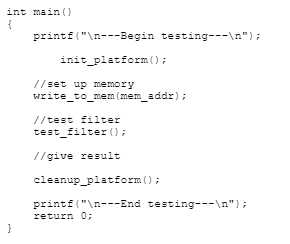 int main()
{
    printf("\n---Begin testing---\n");
        init_platform();
    //set up memory
    write_to_mem(mem_addr);
    //test filter
    test_filter();
    //give result
    cleanup_platform();
    printf("\n---End testing---\n");
    return 0;
}